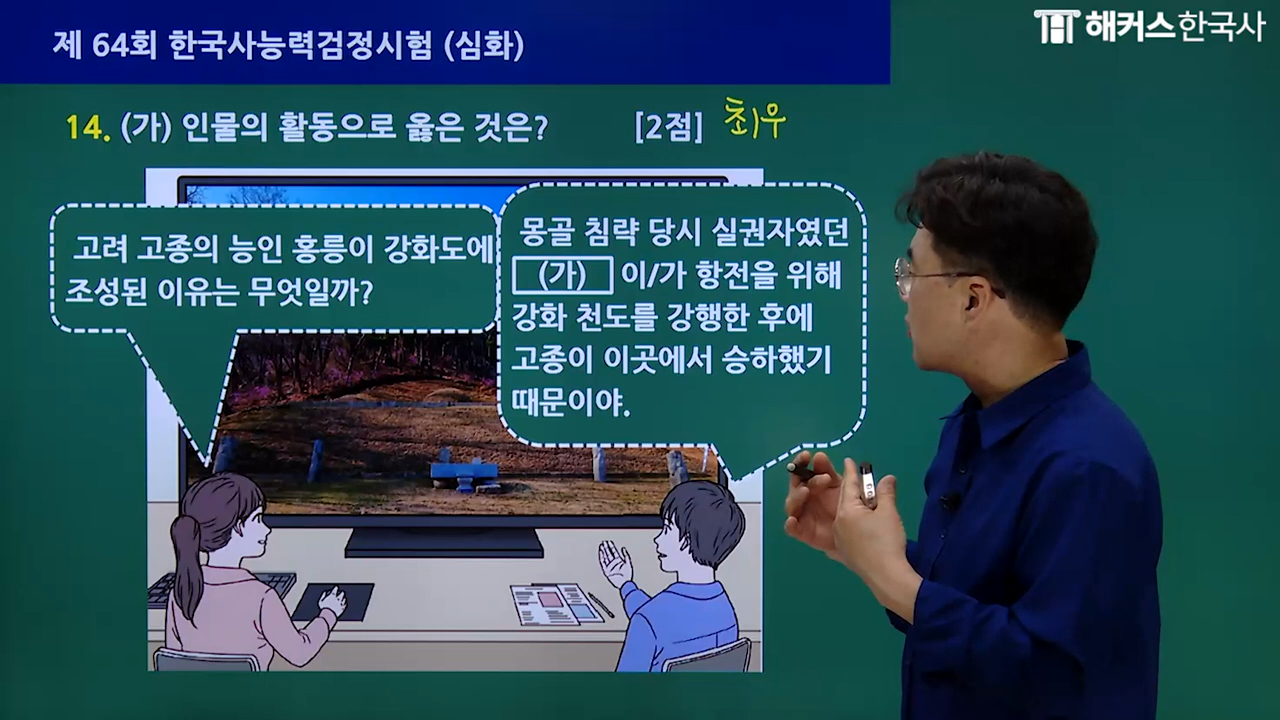 제 64회 한국사능력검정시험 (심화)
해커스한국사
14. (가) 인물의 활동으로 옳은 것은? [2점] 최우
고려 고종의 능인 홍릉이 강화도에
조성된 이유는 무엇일까?
몽골 침략 당시 실권자였던
(가) 이/가 항전을 위해
강화 천도를 강행한 후에
고종이 이곳에서 승하했기
때문이야.